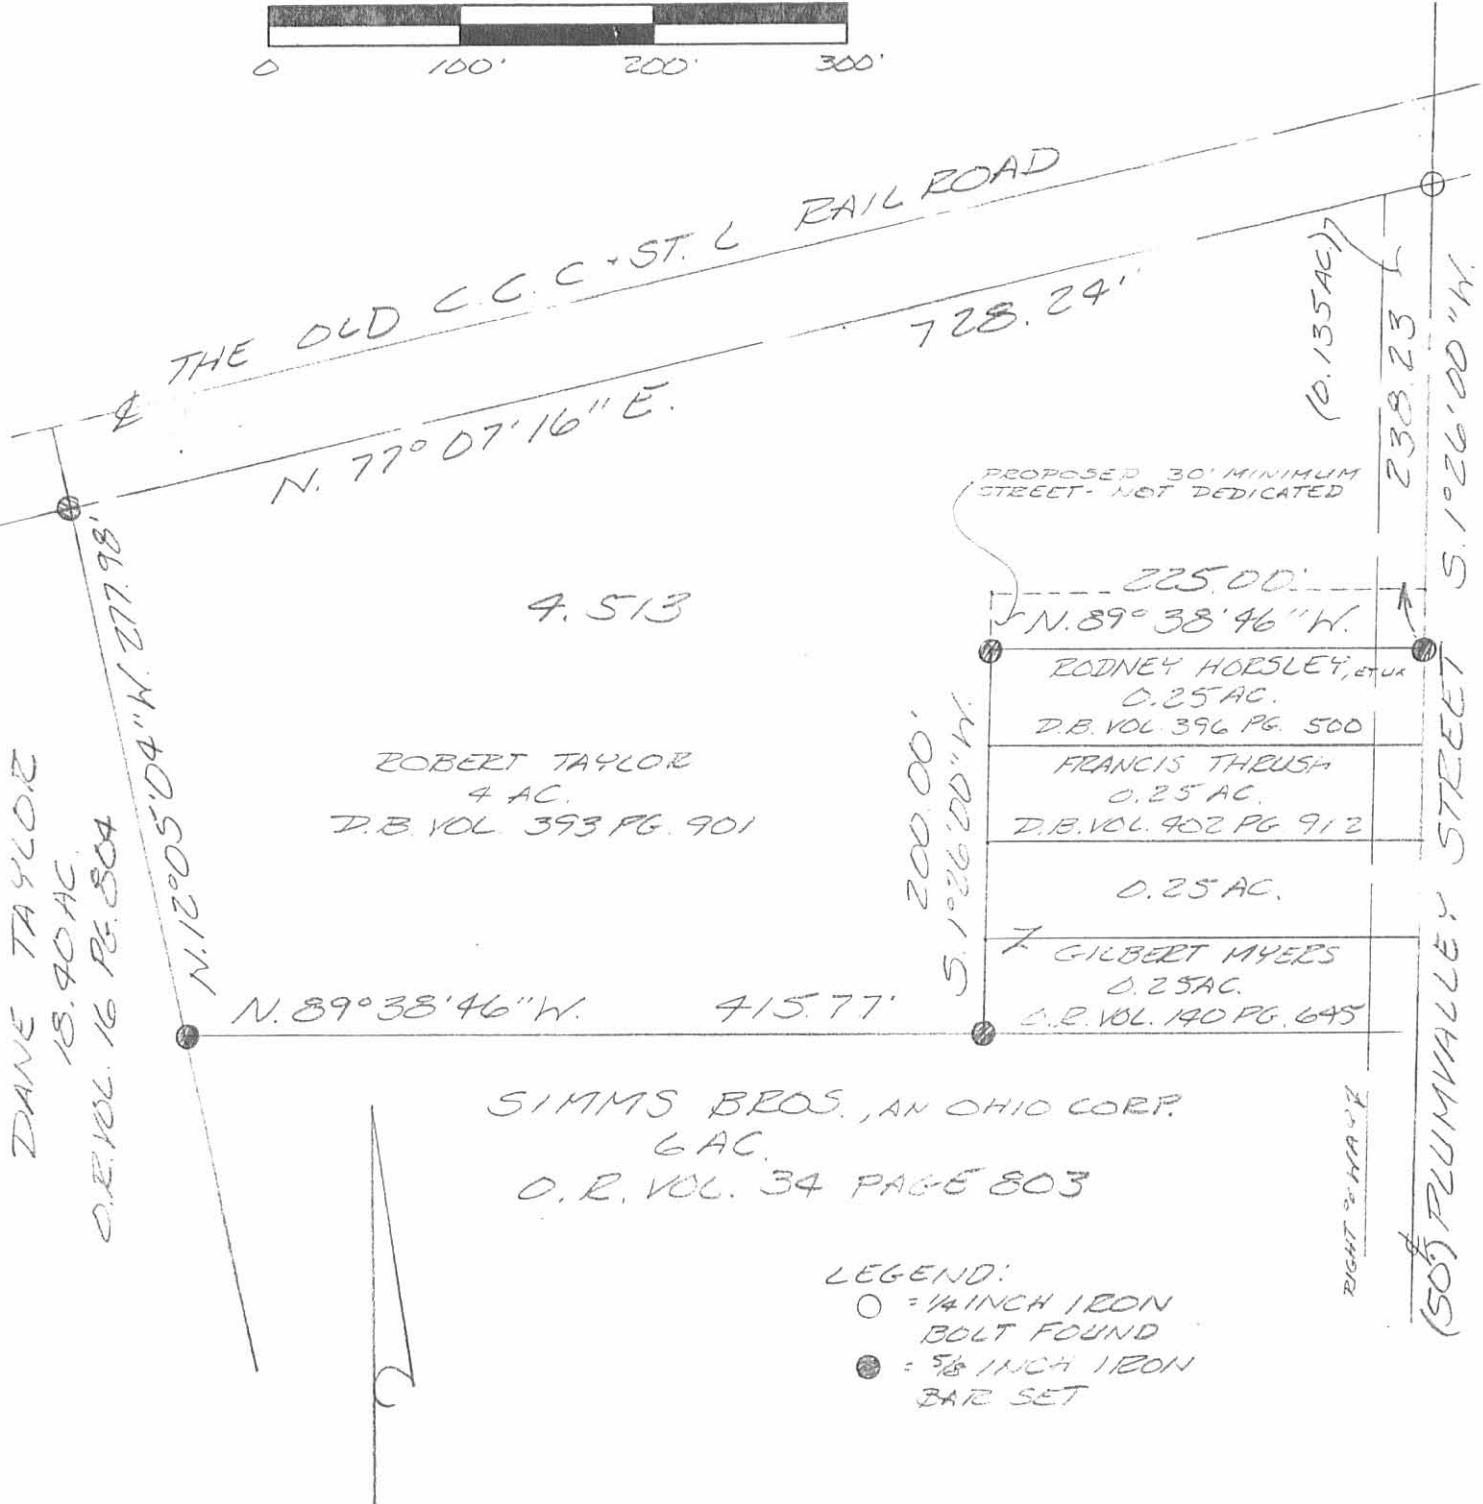 0 100' 200' 300'
THE OLD C.C.C + ST. L RAILROAD
N. 77° 07' 16" E. 728.24'
(0.135 AC.)
238.23
S. 1° 26' 00" W.
PROPOSED 30' MINIMUM
STREET - NOT DEDICATED
225.00'
N. 89° 38' 46" W.
4.513
RODNEY HORSLEY, ET UX
0.25 AC.
D.B. VOL. 396 PG. 500
FRANCIS THRUSH
0.25 AC.
D.B. VOL. 402 PG 912
0.25 AC.
GILBERT MYERS
0.25 AC.
O.R. VOL. 140 PG. 645
ROBERT TAYLOR
4 AC.
D.B. VOL. 393 PG. 901
200.00'
S. 1° 26' 00" W.
N. 12° 05' 04" W. 277.98'
DANE TAYLOR
18.40 AC.
O.R. VOL. 16 PG. 804
N. 89° 38' 46" W. 415.77'
SIMMS BROS., AN OHIO CORP.
6 AC.
O.R. VOL. 34 PAGE 803
RIGHT OF WAY
(50') PLUMVALLEY STREET
LEGEND:
= 1/4 INCH IRON
BOLT FOUND
= 5/8 INCH IRON
BAR SET